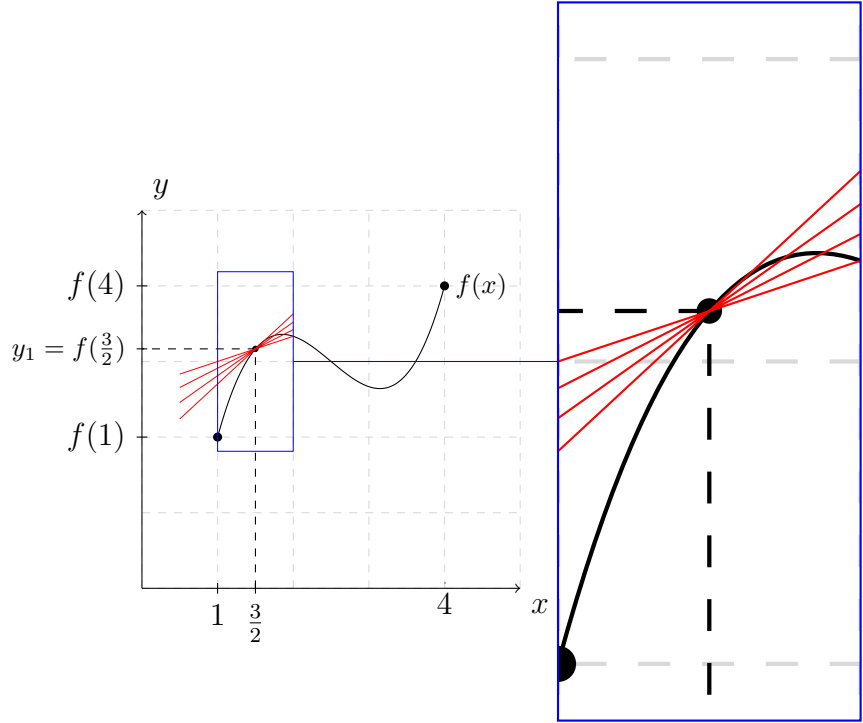 y
f(4)
f(x)
y₁ = f(3/2)
f(1)
1
3/2
4
x